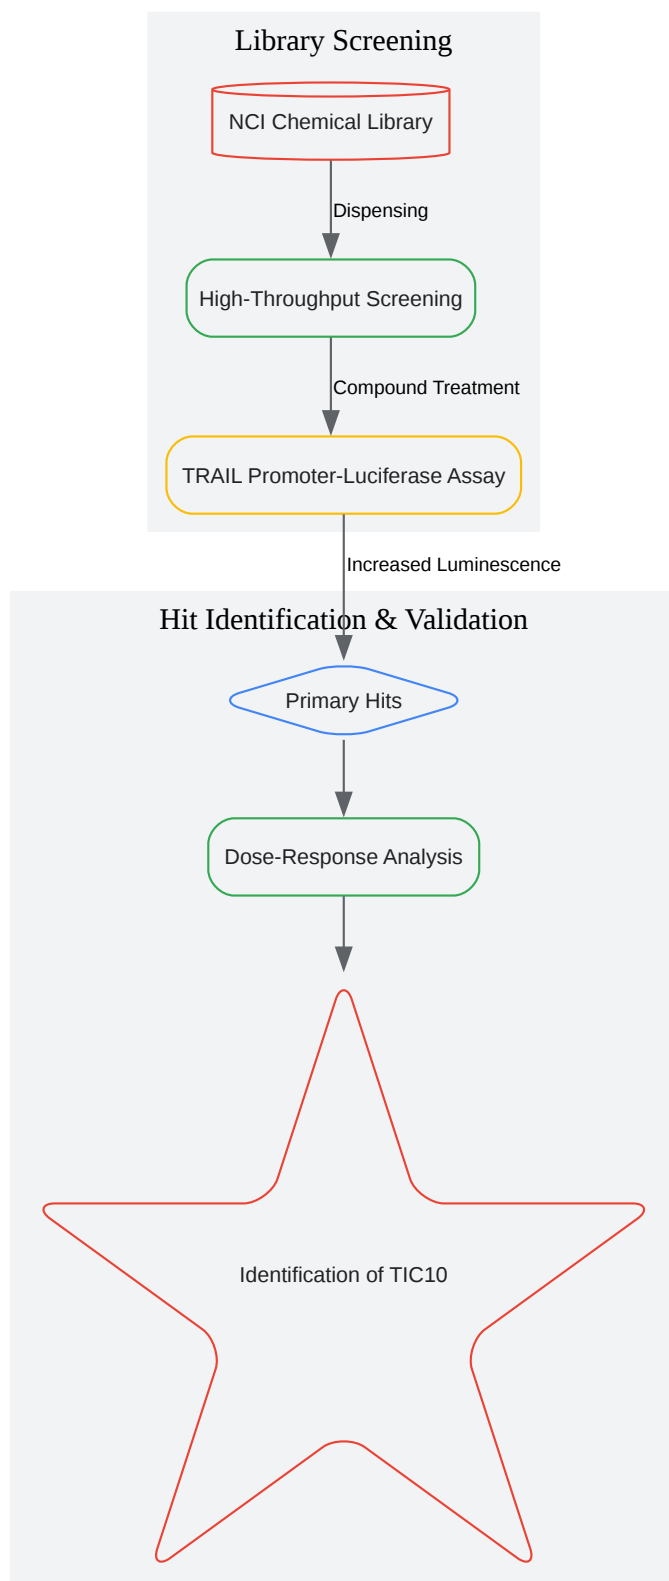 Library Screening
NCI Chemical Library
Dispensing
High-Throughput Screening
Compound Treatment
TRAIL Promoter-Luciferase Assay
Increased Luminescence
Hit Identification & Validation
Primary Hits
Dose-Response Analysis
Identification of TIC10